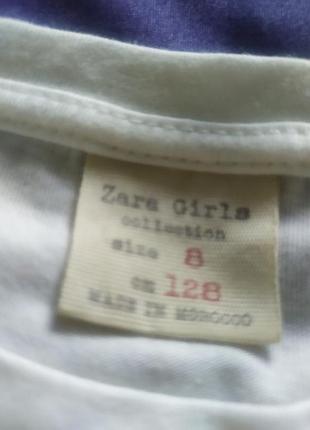 Zara Girls
collection
size 8
cm 128
MADE IN MOROCCO